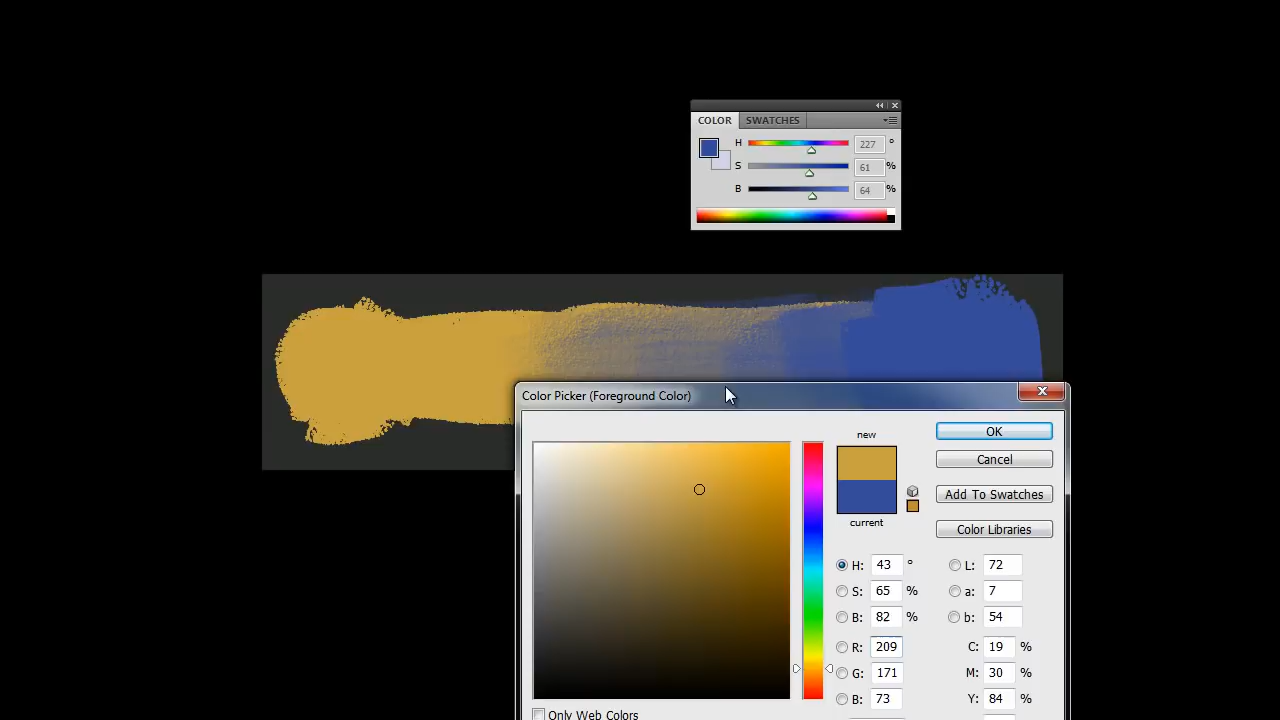 COLOR SWATCHES
H 227 °
S 61 %
B 64 %
Color Picker (Foreground Color)
new
current
OK
Cancel
Add To Swatches
Color Libraries
H: 43 ° L: 72
S: 65 % a: 7
B: 82 % b: 54
R: 209 C: 19 %
G: 171 M: 30 %
B: 73 Y: 84 %
Only Web Colors